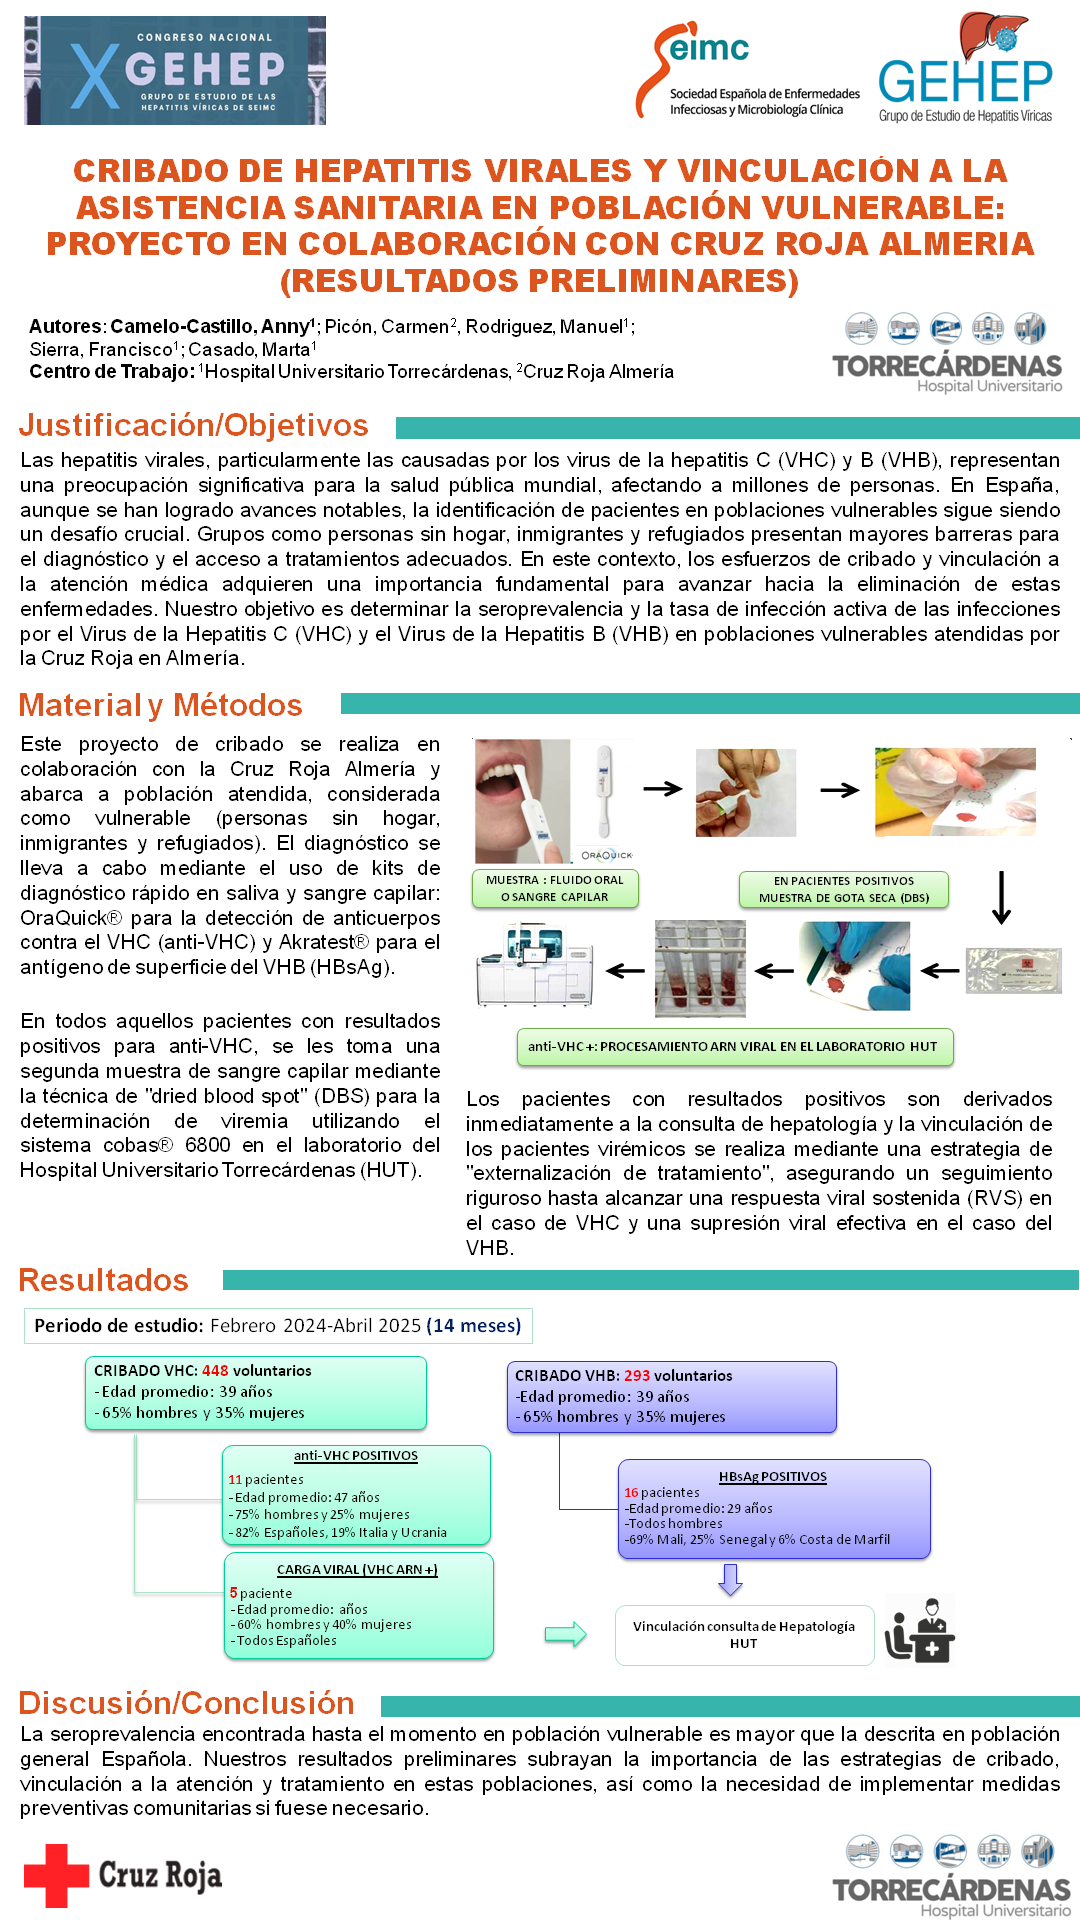 CONGRESO NACIONAL
X GEHEP
GRUPO DE ESTUDIO DE LAS
HEPATITIS VÍRICAS DE SEIMC
Seimc
Sociedad Española de Enfermedades
Infecciosas y Microbiología Clínica
GEHEP
Grupo de Estudio de Hepatitis Víricas
CRIBADO DE HEPATITIS VIRALES Y VINCULACIÓN A LA
ASISTENCIA SANITARIA EN POBLACIÓN VULNERABLE:
PROYECTO EN COLABORACIÓN CON CRUZ ROJA ALMERIA
(RESULTADOS PRELIMINARES)
Autores: Camelo-Castillo, Anny¹; Picón, Carmen², Rodriguez, Manuel¹;
Sierra, Francisco¹; Casado, Marta¹
Centro de Trabajo: ¹Hospital Universitario Torrecárdenas, ²Cruz Roja Almería
TORRECÁRDENAS
Hospital Universitario
Justificación/Objetivos
Las hepatitis virales, particularmente las causadas por los virus de la hepatitis C (VHC) y B (VHB), representan
una preocupación significativa para la salud pública mundial, afectando a millones de personas. En España,
aunque se han logrado avances notables, la identificación de pacientes en poblaciones vulnerables sigue siendo
un desafío crucial. Grupos como personas sin hogar, inmigrantes y refugiados presentan mayores barreras para
el diagnóstico y el acceso a tratamientos adecuados. En este contexto, los esfuerzos de cribado y vinculación a
la atención médica adquieren una importancia fundamental para avanzar hacia la eliminación de estas
enfermedades. Nuestro objetivo es determinar la seroprevalencia y la tasa de infección activa de las infecciones
por el Virus de la Hepatitis C (VHC) y el Virus de la Hepatitis B (VHB) en poblaciones vulnerables atendidas por
la Cruz Roja en Almería.
Material y Métodos
Este proyecto de cribado se realiza en
colaboración con la Cruz Roja Almería y
abarca a población atendida, considerada
como vulnerable (personas sin hogar,
inmigrantes y refugiados). El diagnóstico se
lleva a cabo mediante el uso de kits de
diagnóstico rápido en saliva y sangre capilar:
OraQuick® para la detección de anticuerpos
contra el VHC (anti-VHC) y Akratest® para el
antígeno de superficie del VHB (HBsAg).
En todos aquellos pacientes con resultados
positivos para anti-VHC, se les toma una
segunda muestra de sangre capilar mediante
la técnica de "dried blood spot" (DBS) para la
determinación de viremia utilizando el
sistema cobas® 6800 en el laboratorio del
Hospital Universitario Torrecárdenas (HUT).
ORAQUICK
MUESTRA : FLUIDO ORAL
O SANGRE CAPILAR
EN PACIENTES POSITIVOS
MUESTRA DE GOTA SECA (DBS)
anti-VHC+: PROCESAMIENTO ARN VIRAL EN EL LABORATORIO HUT
Los pacientes con resultados positivos son derivados
inmediatamente a la consulta de hepatología y la vinculación de
los pacientes virémicos se realiza mediante una estrategia de
"externalización de tratamiento", asegurando un seguimiento
riguroso hasta alcanzar una respuesta viral sostenida (RVS) en
el caso de VHC y una supresión viral efectiva en el caso del
VHB.
Resultados
Periodo de estudio: Febrero 2024-Abril 2025 (14 meses)
CRIBADO VHC: 448 voluntarios
- Edad promedio: 39 años
- 65% hombres y 35% mujeres
anti-VHC POSITIVOS
11 pacientes
- Edad promedio: 47 años
- 75% hombres y 25% mujeres
- 82% Españoles, 19% Italia y Ucrania
CARGA VIRAL (VHC ARN +)
5 paciente
- Edad promedio: años
- 60% hombres y 40% mujeres
- Todos Españoles
CRIBADO VHB: 293 voluntarios
-Edad promedio: 39 años
- 65% hombres y 35% mujeres
HBsAg POSITIVOS
16 pacientes
-Edad promedio: 29 años
-Todos hombres
-69% Mali, 25% Senegal y 6% Costa de Marfil
Vinculación consulta de Hepatología
HUT
Discusión/Conclusión
La seroprevalencia encontrada hasta el momento en población vulnerable es mayor que la descrita en población
general Española. Nuestros resultados preliminares subrayan la importancia de las estrategias de cribado,
vinculación a la atención y tratamiento en estas poblaciones, así como la necesidad de implementar medidas
preventivas comunitarias si fuese necesario.
Cruz Roja
TORRECÁRDENAS
Hospital Universitario